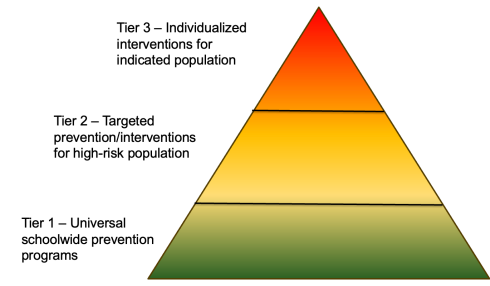 Tier 3 – Individualized
interventions for
indicated population
Tier 2 – Targeted
prevention/interventions
for high-risk population
Tier 1 – Universal
schoolwide prevention
programs